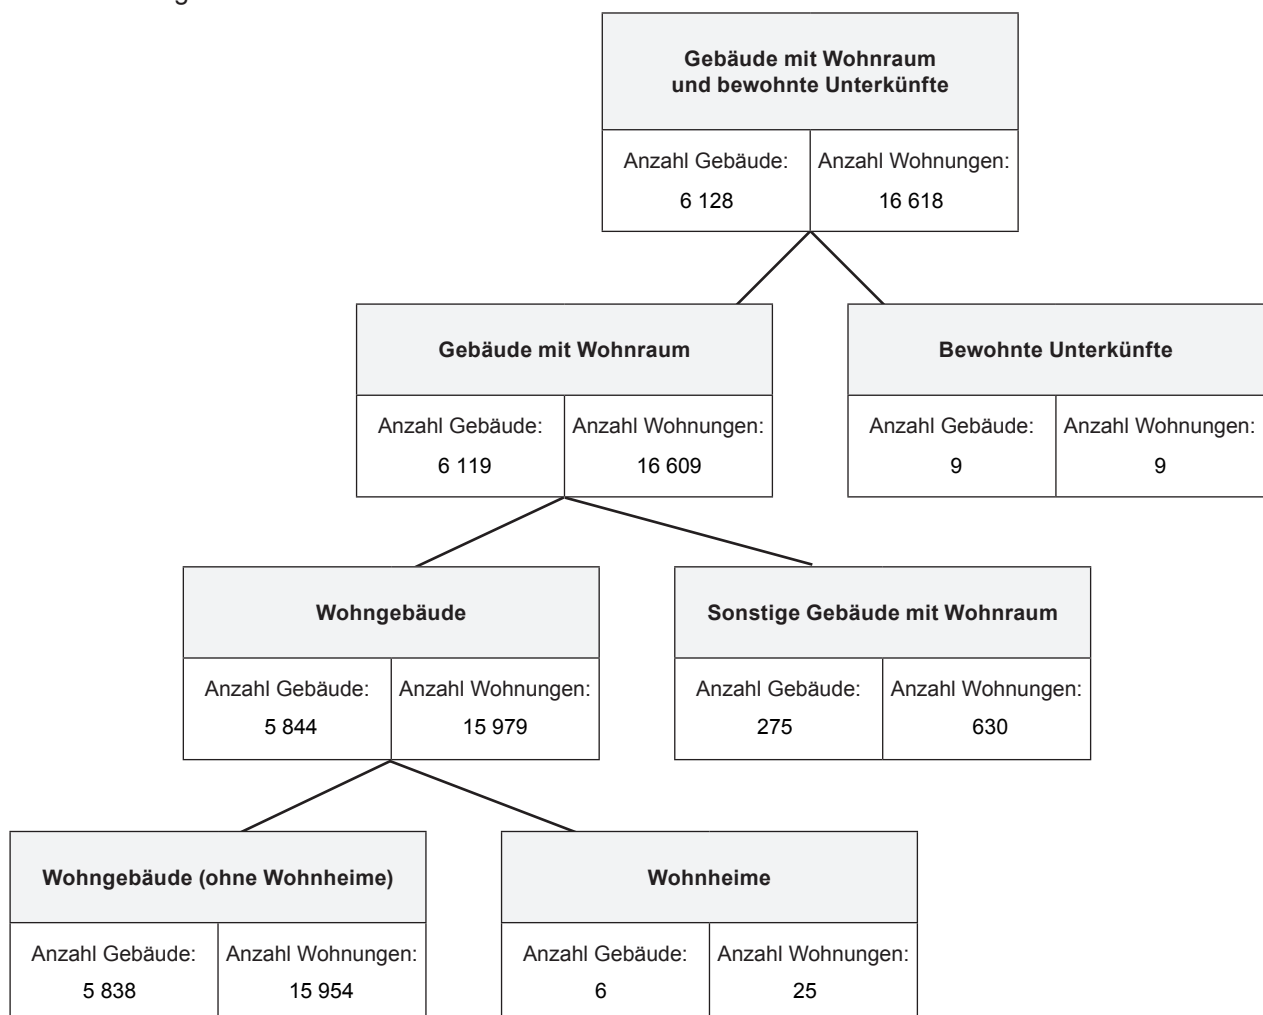 Gebäude mit Wohnraum
und bewohnte Unterkünfte
Anzahl Gebäude: Anzahl Wohnungen:
6 128 16 618
Gebäude mit Wohnraum
Anzahl Gebäude: Anzahl Wohnungen:
6 119 16 609
Bewohnte Unterkünfte
Anzahl Gebäude: Anzahl Wohnungen:
9 9
Wohngebäude
Anzahl Gebäude: Anzahl Wohnungen:
5 844 15 979
Sonstige Gebäude mit Wohnraum
Anzahl Gebäude: Anzahl Wohnungen:
275 630
Wohngebäude (ohne Wohnheime)
Anzahl Gebäude: Anzahl Wohnungen:
5 838 15 954
Wohnheime
Anzahl Gebäude: Anzahl Wohnungen:
6 25